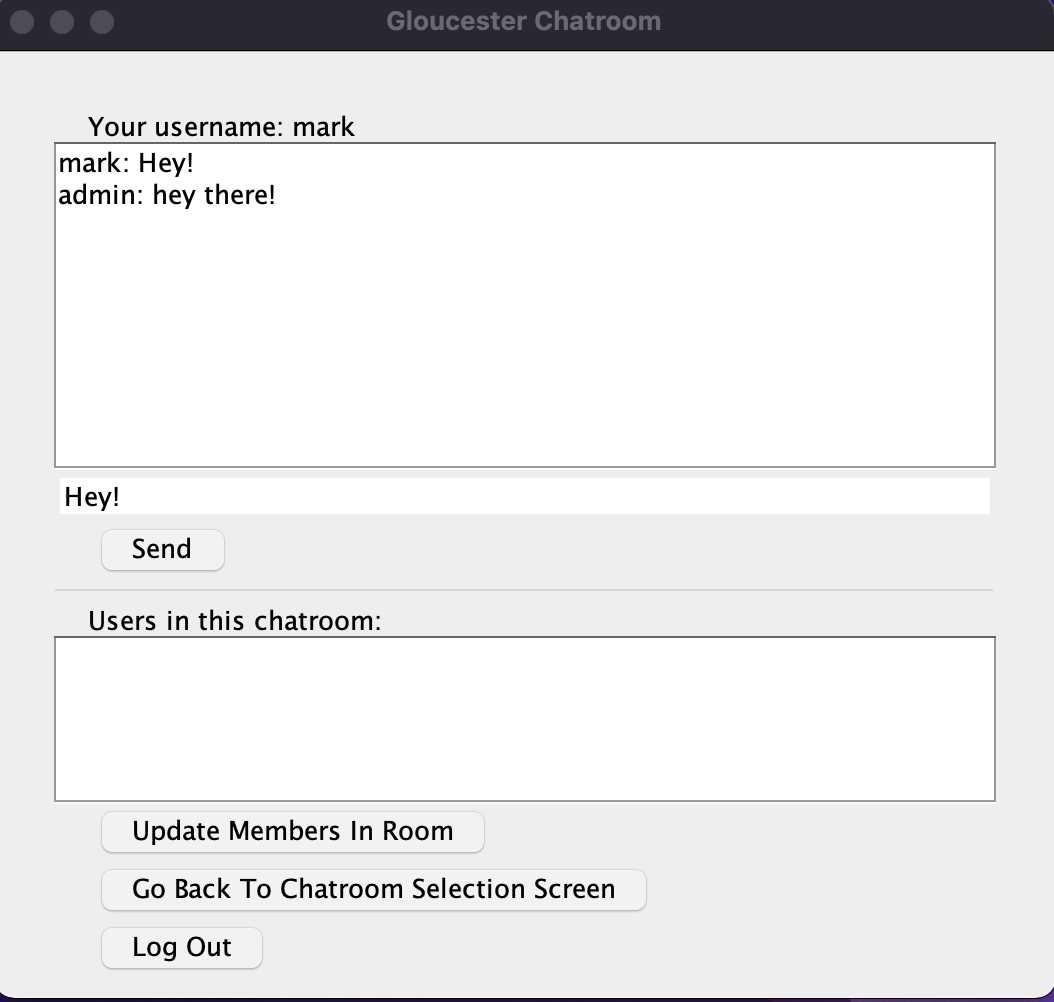 Gloucester Chatroom
Your username: mark
mark: Hey!
admin: hey there!
Hey!
Send
Users in this chatroom:
Update Members In Room
Go Back To Chatroom Selection Screen
Log Out